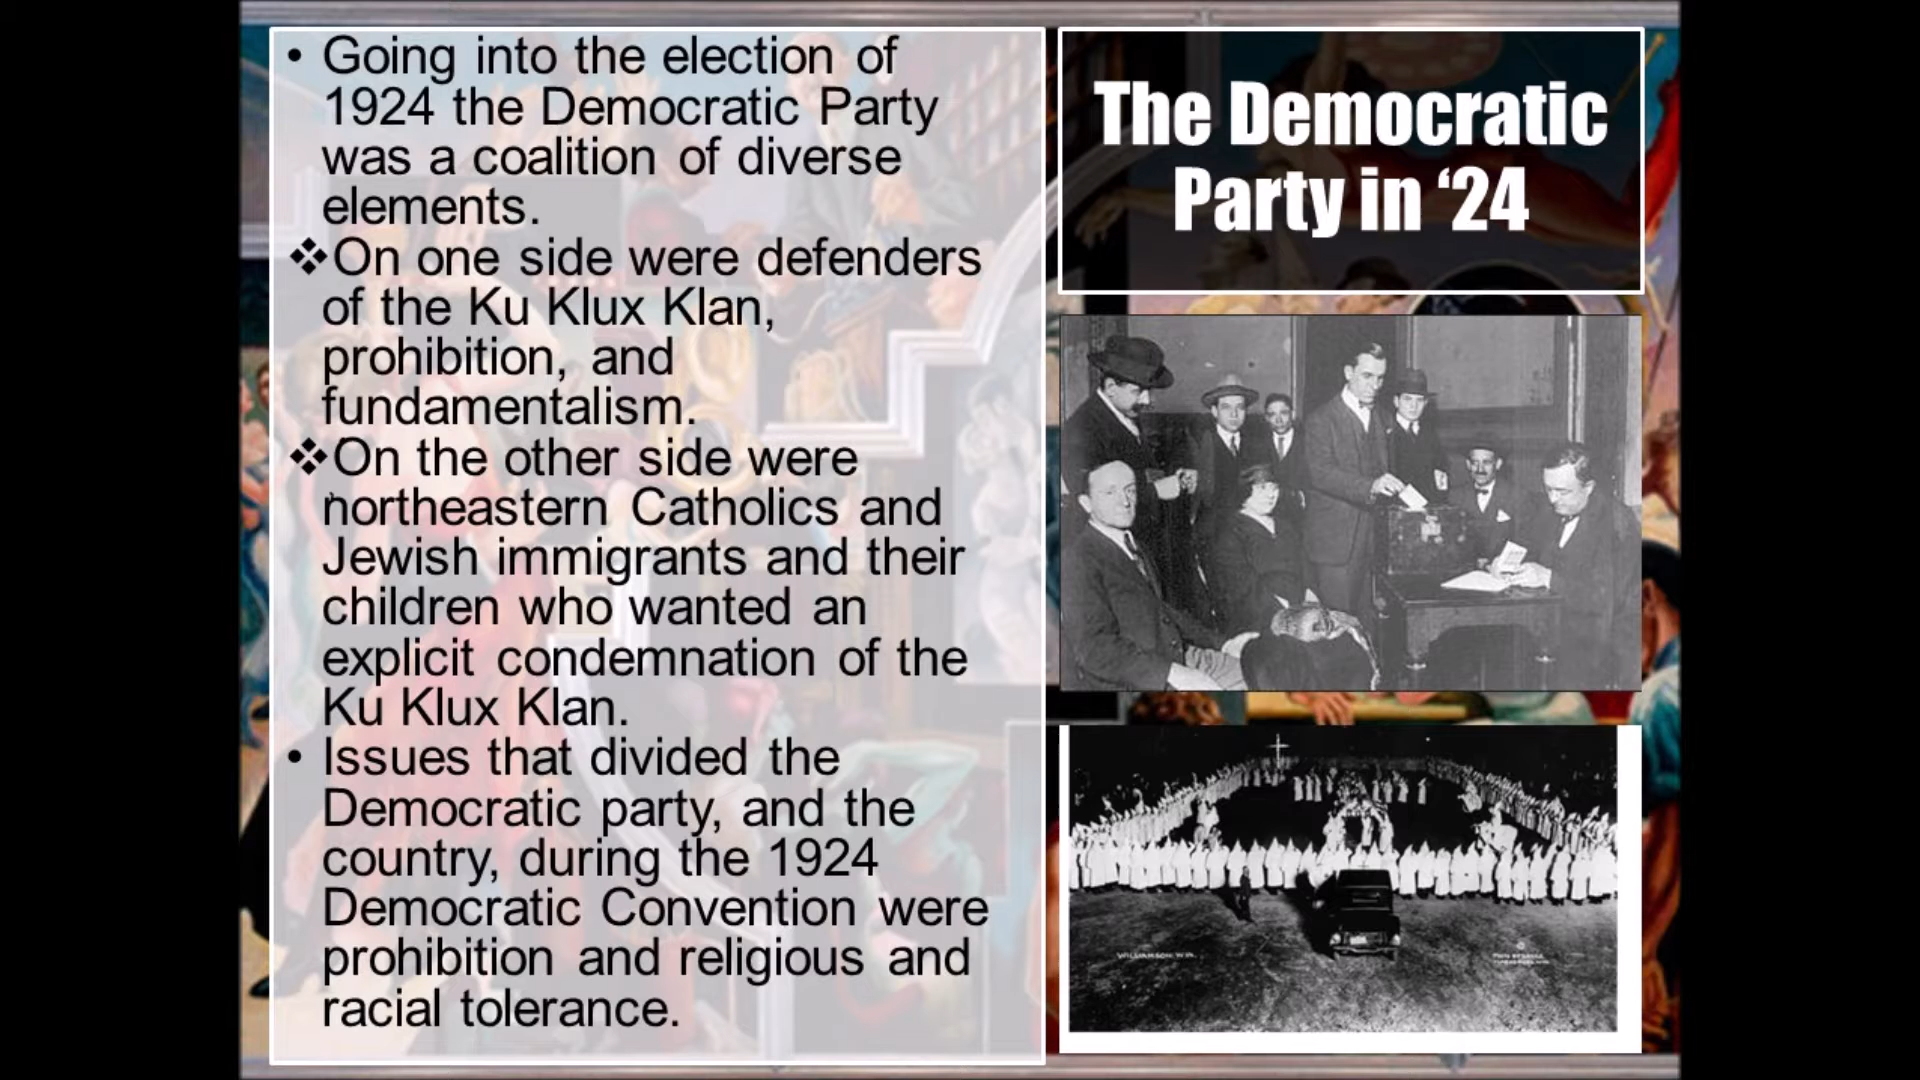 • Going into the election of
1924 the Democratic Party
was a coalition of diverse
elements.
❖On one side were defenders
of the Ku Klux Klan,
prohibition, and
fundamentalism.
❖On the other side were
northeastern Catholics and
Jewish immigrants and their
children who wanted an
explicit condemnation of the
Ku Klux Klan.
• Issues that divided the
Democratic party, and the
country, during the 1924
Democratic Convention were
prohibition and religious and
racial tolerance.
The Democratic
Party in ‘24
WILLIAMSON, W.VA.